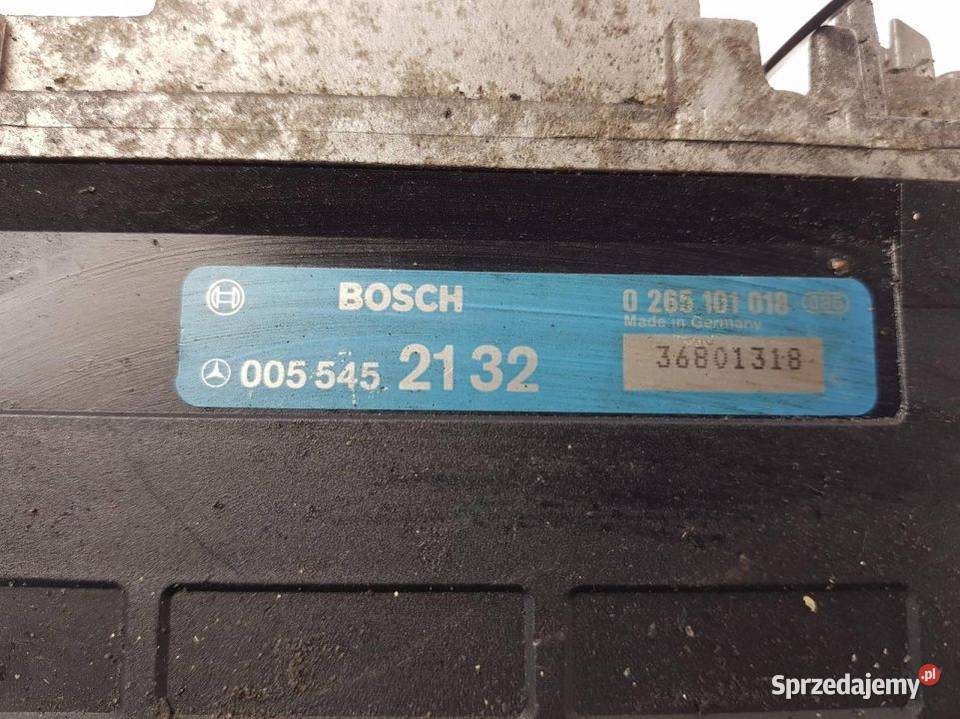 BOSCH
0 265 101 018
Made in Germany
005 545 21 32
36801318
Sprzedajemy.pl